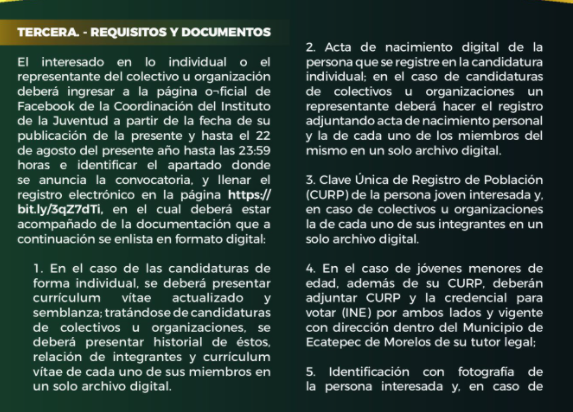 TERCERA. - REQUISITOS Y DOCUMENTOS
El interesado en lo individual o el
representante del colectivo u organización
deberá ingresar a la página o¬ficial de
Facebook de la Coordinación del Instituto
de la Juventud a partir de la fecha de su
publicación de la presente y hasta el 22
de agosto del presente año hasta las 23:59
horas e identificar el apartado donde
se anuncia la convocatoria, y llenar el
registro electrónico en la página https://
bit.ly/3qZ7dTi, en el cual deberá estar
acompañado de la documentación que a
continuación se enlista en formato digital:
1. En el caso de las candidaturas de
forma individual, se deberá presentar
currículum vítae actualizado y
semblanza; tratándose de candidaturas
de colectivos u organizaciones, se
deberá presentar historial de éstos,
relación de integrantes y currículum
vítae de cada uno de sus miembros en
un solo archivo digital.
2. Acta de nacimiento digital de la
persona que se registre en la candidatura
individual; en el caso de candidaturas
de colectivos u organizaciones un
representante deberá hacer el registro
adjuntando acta de nacimiento personal
y la de cada uno de los miembros del
mismo en un solo archivo digital.
3. Clave Única de Registro de Población
(CURP) de la persona joven interesada y,
en caso de colectivos u organizaciones
la de cada uno de sus integrantes en un
solo archivo digital.
4. En el caso de jóvenes menores de
edad, además de su CURP, deberán
adjuntar CURP y la credencial para
votar (INE) por ambos lados y vigente
con dirección dentro del Municipio de
Ecatepec de Morelos de su tutor legal;
5. Identificación con fotografía de
la persona interesada y, en caso de